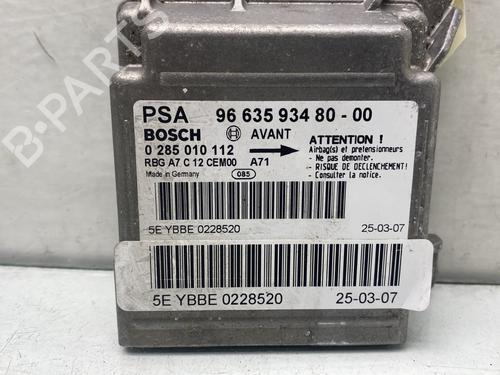 PSA 96 635 934 80 - 00
BOSCH AVANT
0 285 010 112
RBG A7 C 12 CEM00 A71
Made in Germany 085
ATTENTION !
Airbag(s) et pretensionneurs
- Ne pas demonter.
- RISQUE DE DECLENCHEMENT!
- Consulter la notice.
5E YBBE 0228520 25-03-07
5E YBBE 0228520 25-03-07
B-PARTS